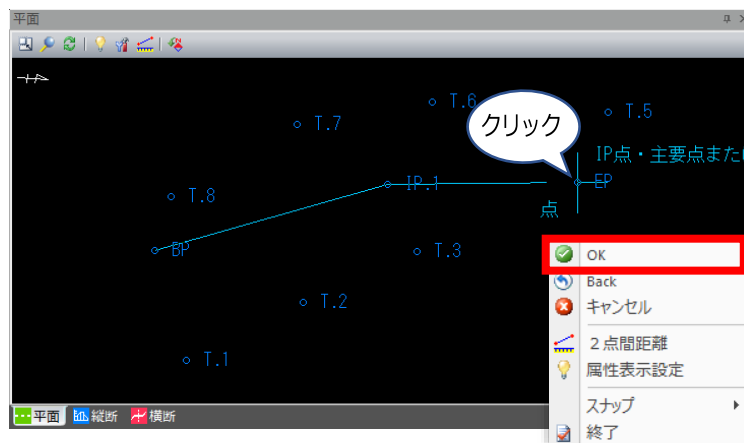 平面
T.6
T.5
T.7
クリック
IP点・主要点また
IP.1
EP
T.8
点
BP
T.3
OK
Back
T.2
キャンセル
2点間距離
T.1
属性表示設定
スナップ
平面 縦断 横断
終了